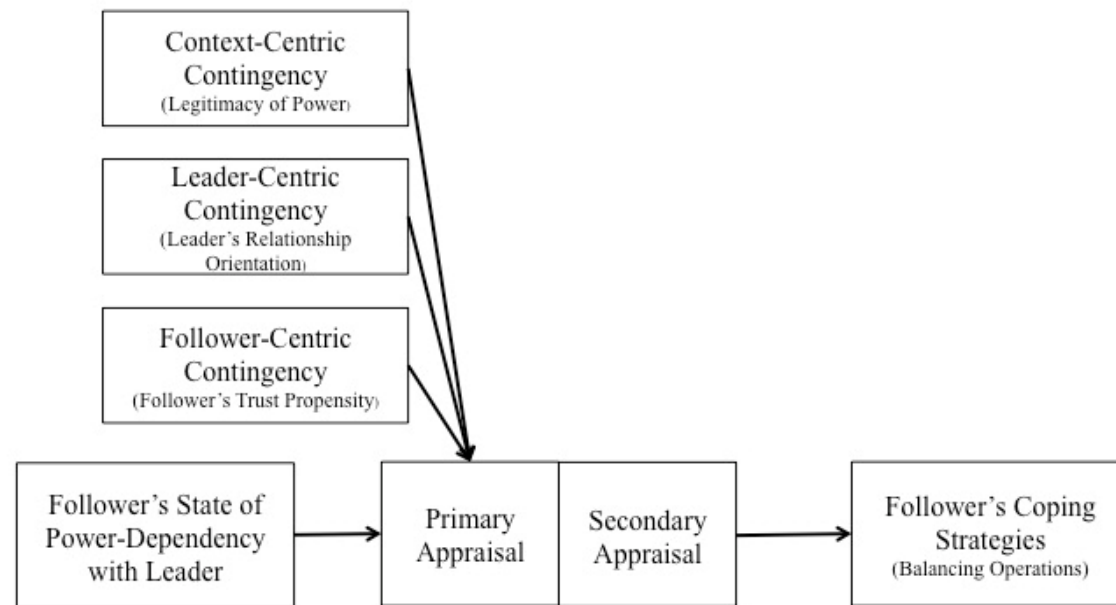 Context-Centric
Contingency
(Legitimacy of Power)
Leader-Centric
Contingency
(Leader's Relationship
Orientation)
Follower-Centric
Contingency
(Follower's Trust Propensity)
Follower's State of
Power-Dependency
with Leader
Primary
Appraisal
Secondary
Appraisal
Follower's Coping
Strategies
(Balancing Operations)